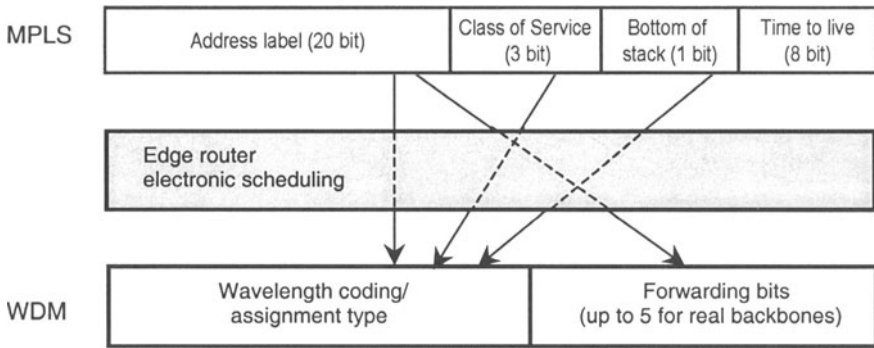 MPLS
Address label (20 bit)
Class of Service
(3 bit)
Bottom of
stack (1 bit)
Time to live
(8 bit)
Edge router
electronic scheduling
WDM
Wavelength coding/
assignment type
Forwarding bits
(up to 5 for real backbones)